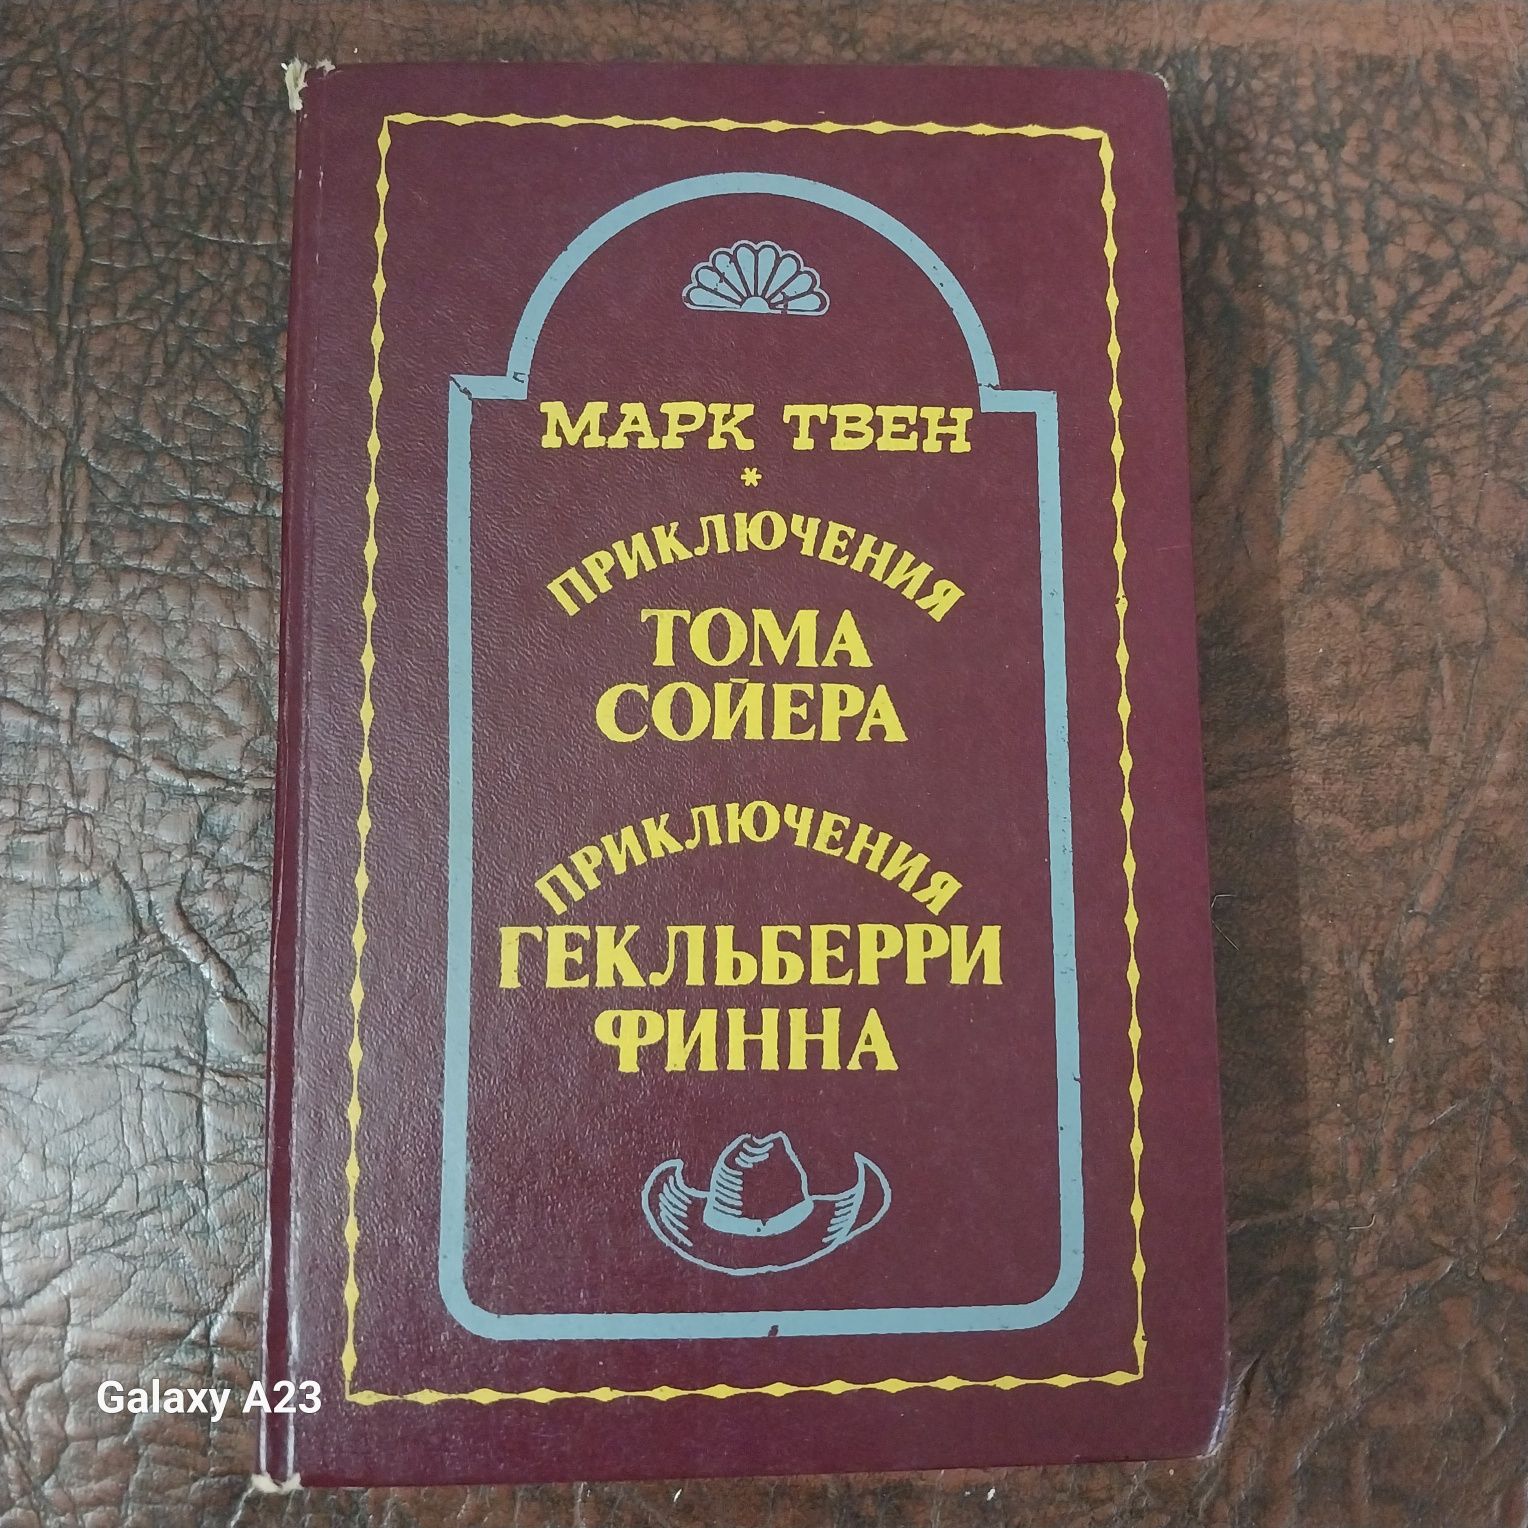 МАРК ТВЕН
*
ПРИКЛЮЧЕНИЯ
ТОМА
СОЙЕРА
ПРИКЛЮЧЕНИЯ
ГЕКЛЬБЕРРИ
ФИННА
Galaxy A23